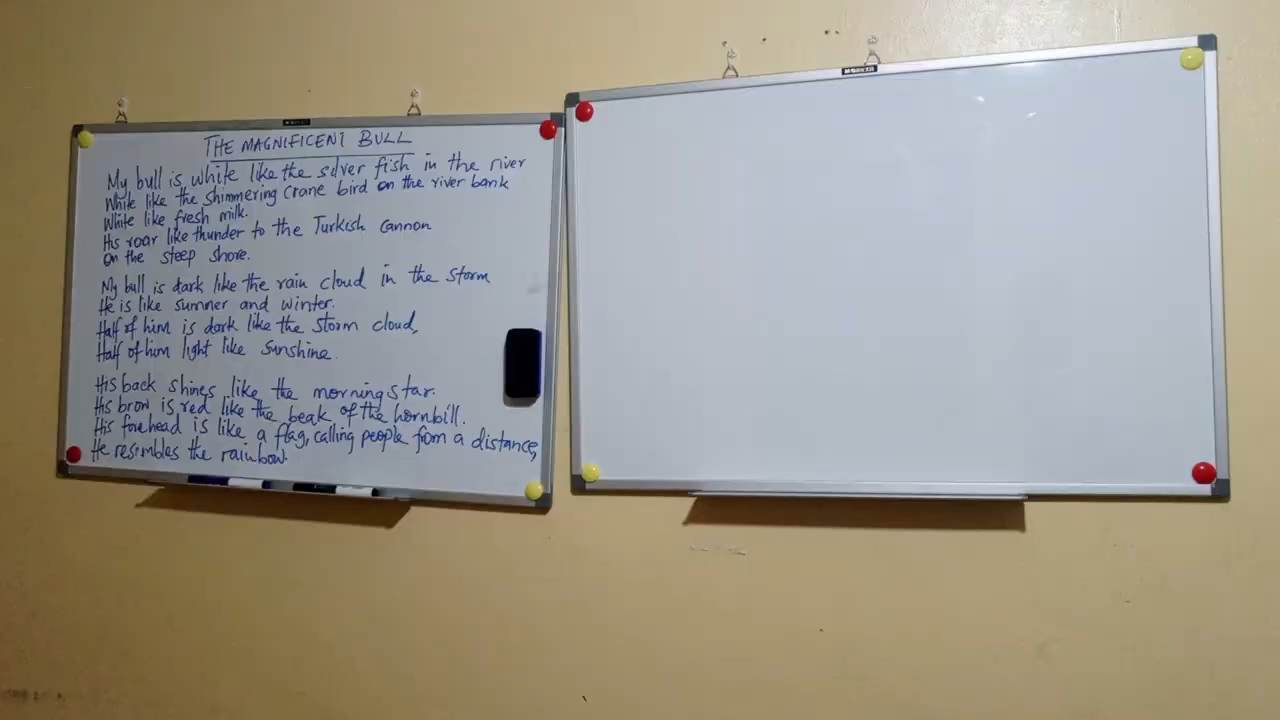 THE MAGNIFICENT BULL
My bull is white like the silver fish in the river
White like the shimmering crane bird on the river bank
White like fresh milk.
His roar like thunder to the Turkish cannon
On the steep shore.
My bull is dark like the rain cloud in the storm
He is like summer and winter.
Half of him is dark like the storm cloud,
Half of him light like sunshine.
His back shines like the morning star.
His brow is red like the beak of the hornbill.
His forehead is like a flag, calling people from a distance,
He resembles the rainbow.